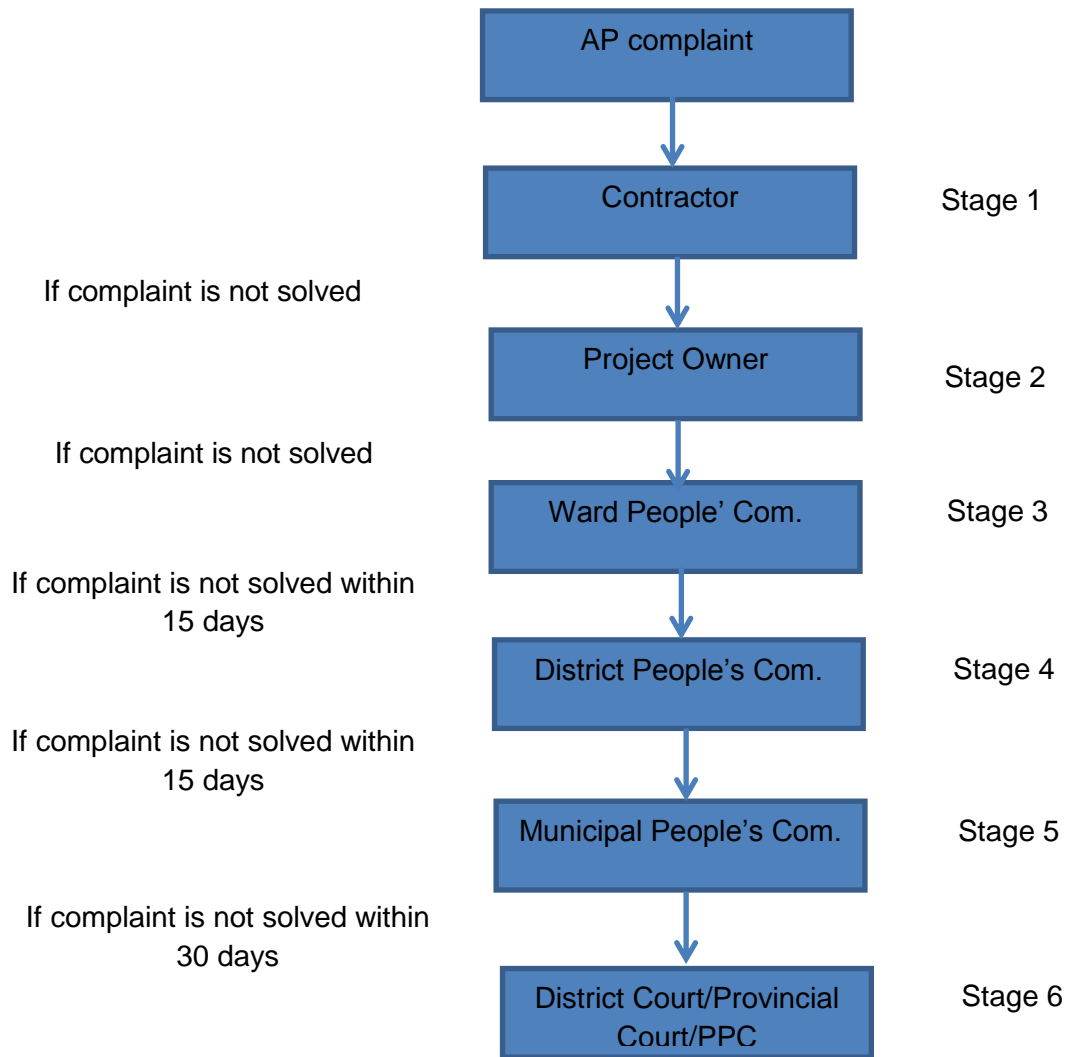 AP complaint
Contractor
Stage 1
If complaint is not solved
Project Owner
Stage 2
If complaint is not solved
Ward People’ Com.
Stage 3
If complaint is not solved within
15 days
District People’s Com.
Stage 4
If complaint is not solved within
15 days
Municipal People’s Com.
Stage 5
If complaint is not solved within
30 days
District Court/Provincial
Court/PPC
Stage 6